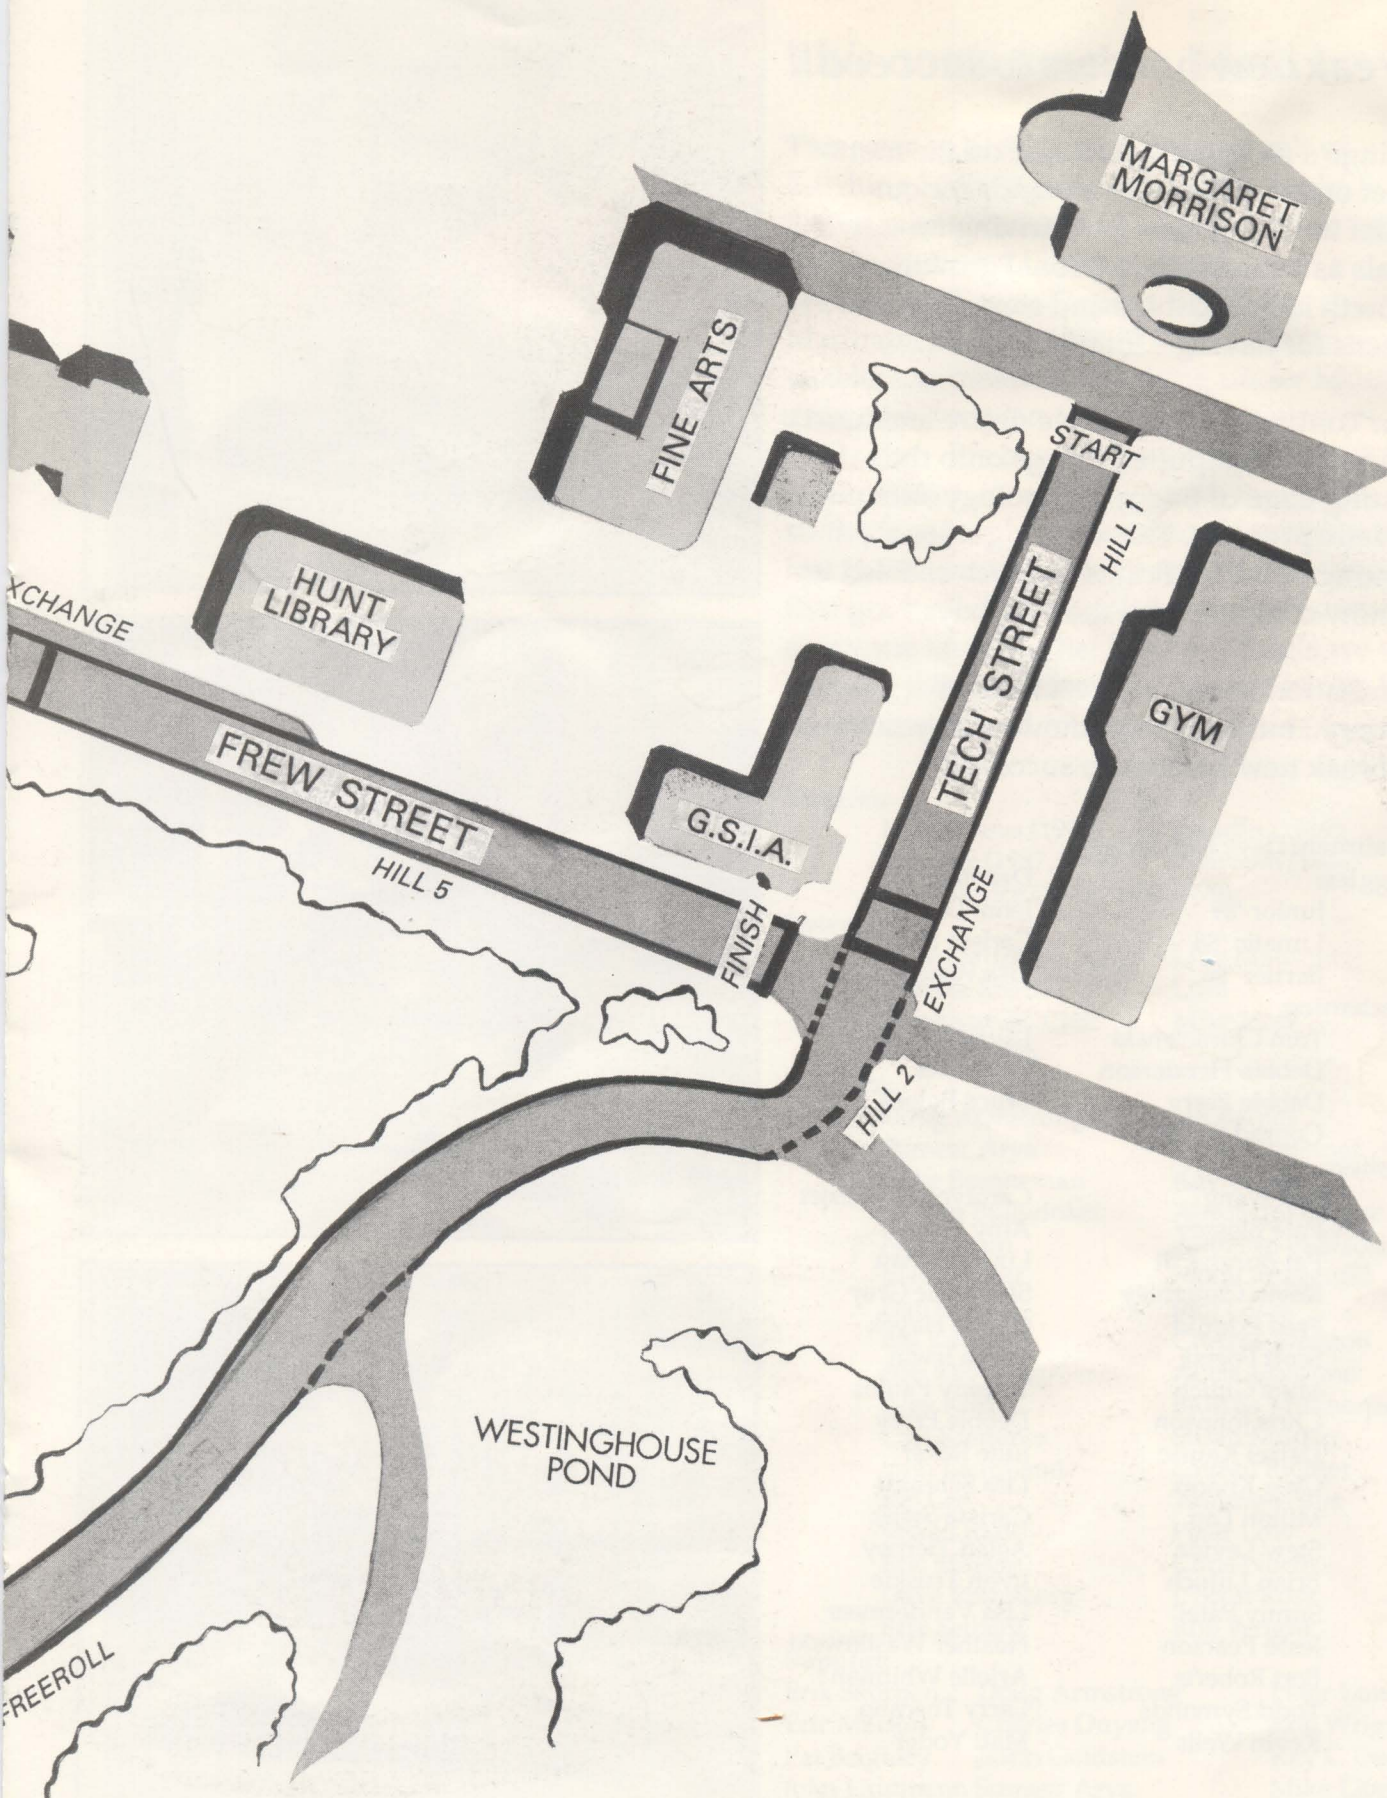 MARGARET
MORRISON
START
HILL 1
FINE ARTS
TECH STREET
GYM
HUNT
LIBRARY
XCHANGE
FREW STREET
HILL 5
G.S.I.A.
FINISH
EXCHANGE
HILL 2
WESTINGHOUSE
POND
FREEROLL